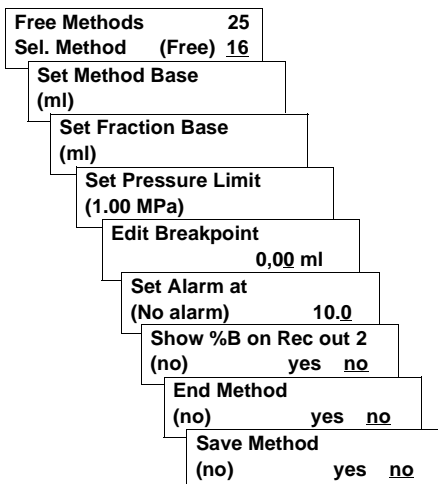 Free Methods 25
Sel. Method (Free) 16
Set Method Base
(ml)
Set Fraction Base
(ml)
Set Pressure Limit
(1.00 MPa)
Edit Breakpoint
0,00 ml
Set Alarm at
(No alarm) 10.0
Show %B on Rec out 2
(no) yes no
End Method
(no) yes no
Save Method
(no) yes no